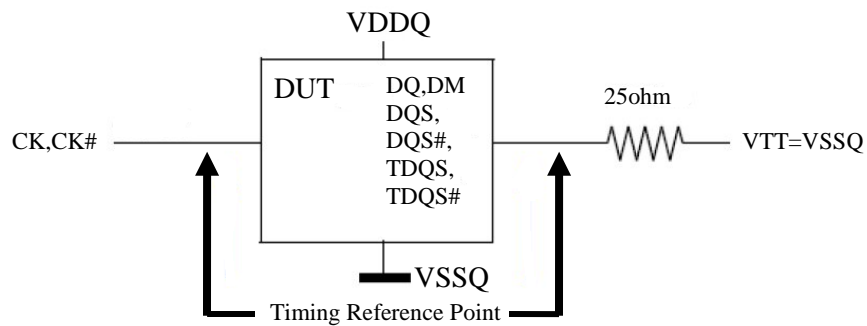 VDDQ
DUT
DQ,DM
DQS,
DQS#,
TDQS,
TDQS#
25ohm
CK,CK#
VTT=VSSQ
VSSQ
Timing Reference Point